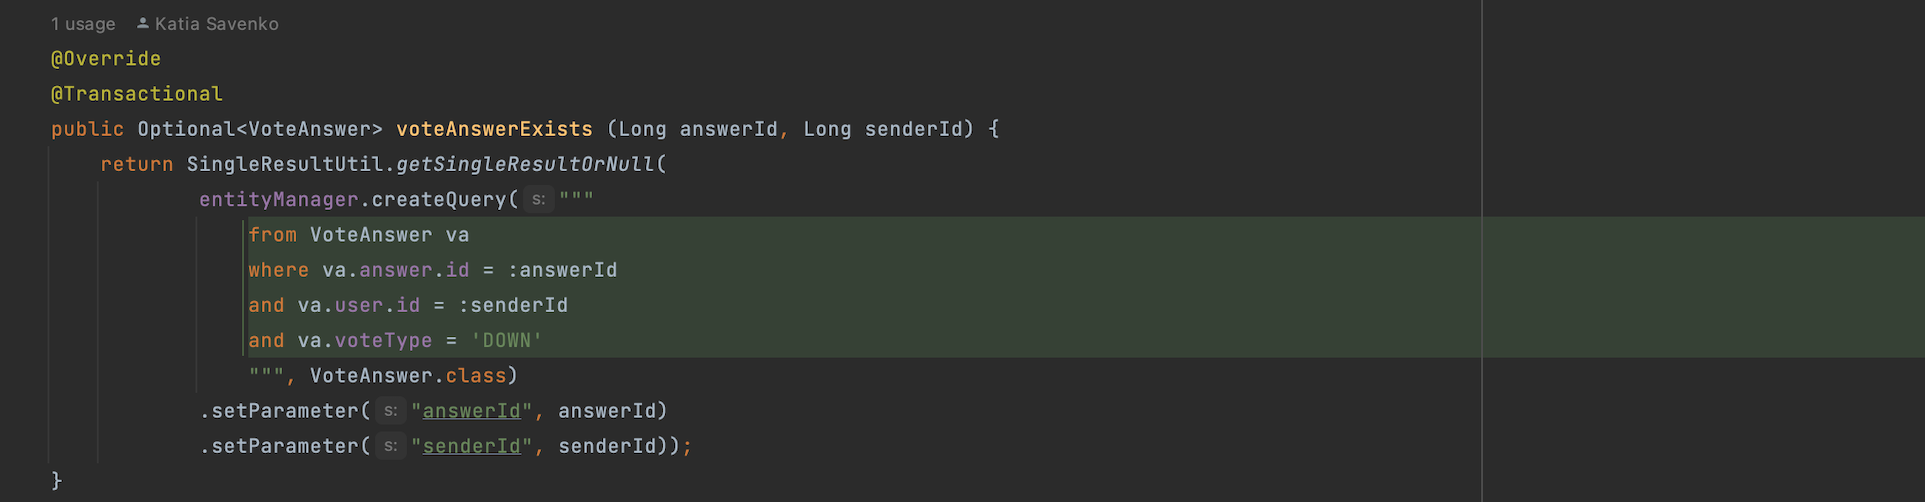 1 usage Katia Savenko
@Override
@Transactional
public Optional<VoteAnswer> voteAnswerExists (Long answerId, Long senderId) {
return SingleResultUtil.getSingleResultOrNull(
entityManager.createQuery( s: """
from VoteAnswer va
where va.answer.id = :answerId
and va.user.id = :senderId
and va.voteType = 'DOWN'
""", VoteAnswer.class)
.setParameter( s: "answerId", answerId)
.setParameter( s: "senderId", senderId));
}